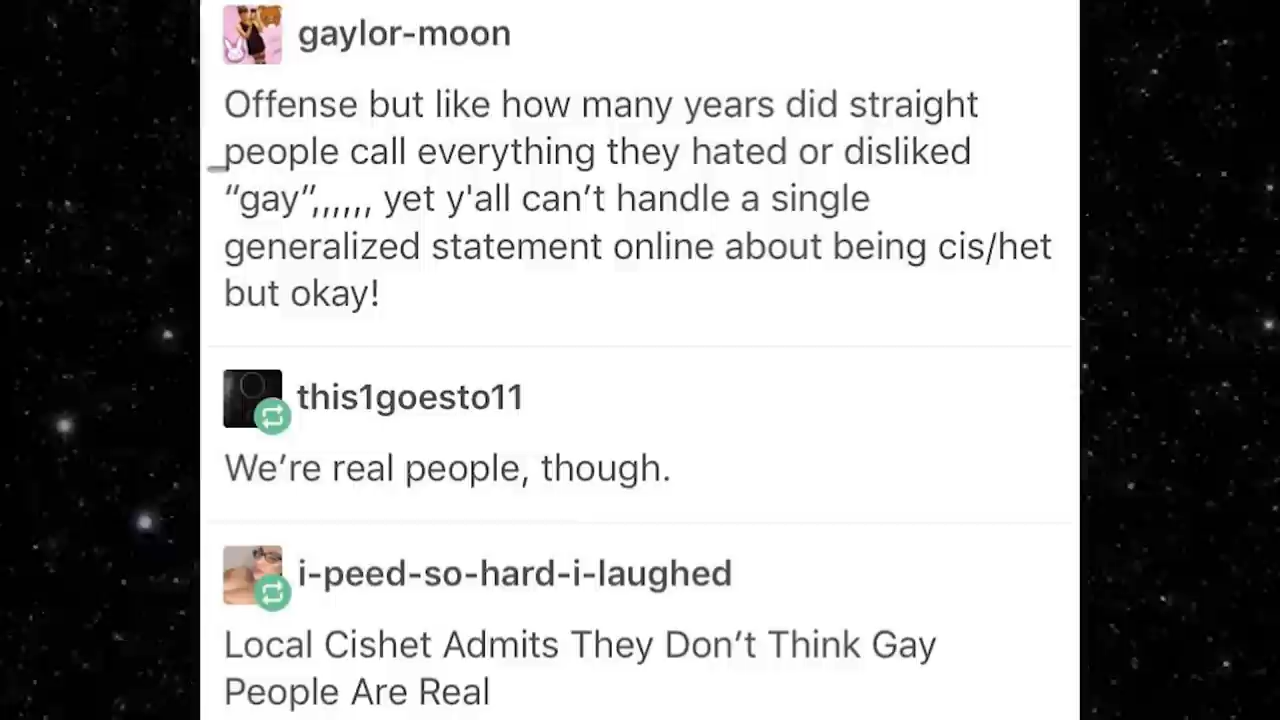 gaylor-moon
Offense but like how many years did straight
people call everything they hated or disliked
“gay”,,,,,, yet y'all can’t handle a single
generalized statement online about being cis/het
but okay!
this1goesto11
We’re real people, though.
i-peed-so-hard-i-laughed
Local Cishet Admits They Don’t Think Gay
People Are Real